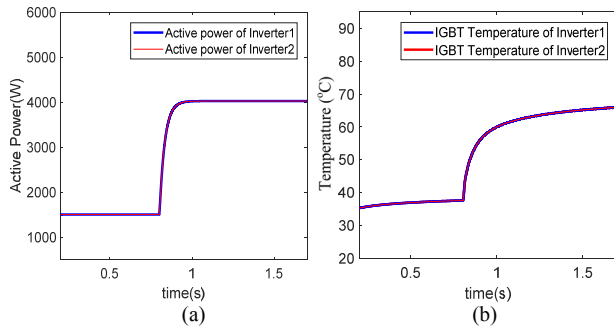 6000
5000
4000
3000
2000
1000
Active Power(W)
Active power of Inverter1
Active power of Inverter2
0.5
1
1.5
time(s)
(a)
90
80
70
60
50
40
30
20
Temperature (°C)
IGBT Temperature of Inverter1
IGBT Temperature of Inverter2
0.5
1
1.5
time(s)
(b)